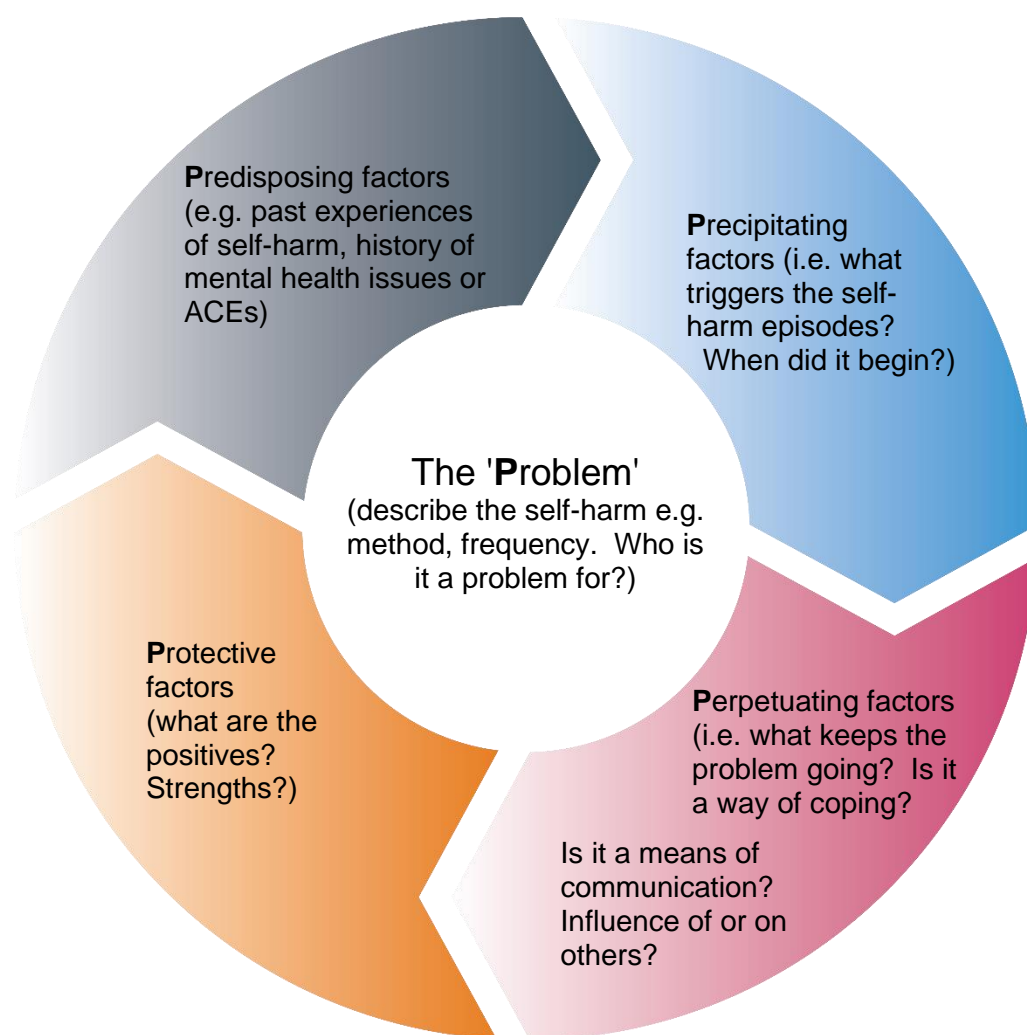 Predisposing factors
(e.g. past experiences
of self-harm, history of
mental health issues or
ACEs)
Precipitating
factors (i.e. what
triggers the self-
harm episodes?
When did it begin?)
The 'Problem'
(describe the self-harm e.g.
method, frequency.  Who is
it a problem for?)
Protective
factors
(what are the
positives?
Strengths?)
Perpetuating factors
(i.e. what keeps the
problem going?  Is it
a way of coping?
Is it a means of
communication?
Influence of or on
others?